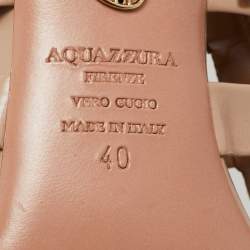 AQUAZZURA
FIRENZE
VERO CUOIO
MADE IN ITALY
40